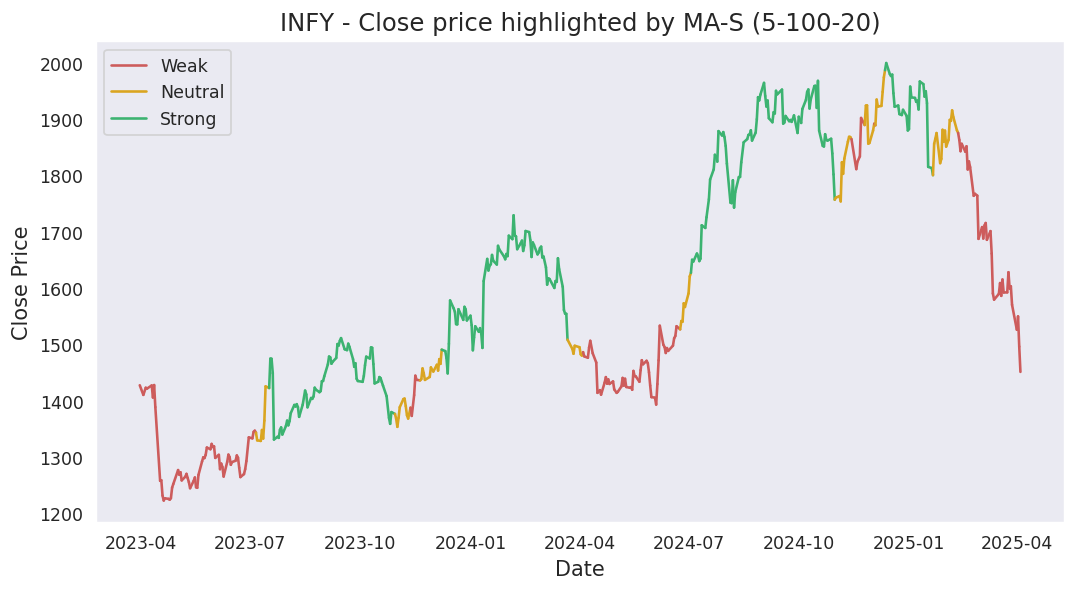 INFY - Close price highlighted by MA-S (5-100-20)
Weak
Neutral
Strong
2000
1900
1800
1700
1600
1500
1400
1300
1200
Close Price
2023-04 2023-07 2023-10 2024-01 2024-04 2024-07 2024-10 2025-01 2025-04
Date